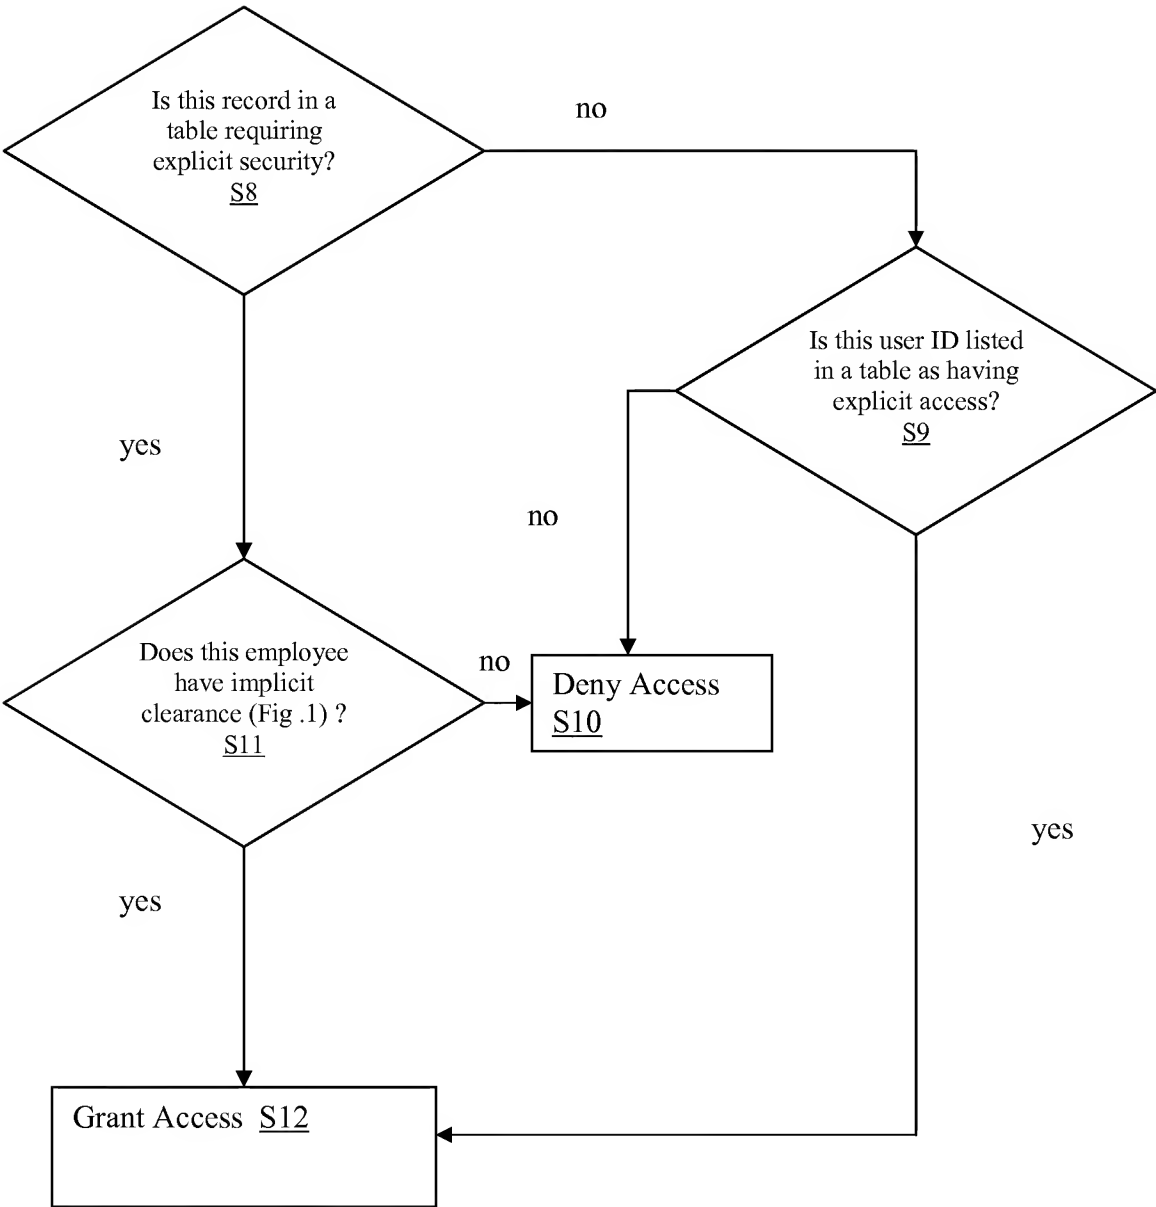 Is this record in a
table requiring
explicit security?
S8
no
Is this user ID listed
in a table as having
explicit access?
S9
yes
no
Does this employee
have implicit
clearance (Fig .1) ?
S11
no
Deny Access
S10
yes
yes
Grant Access S12